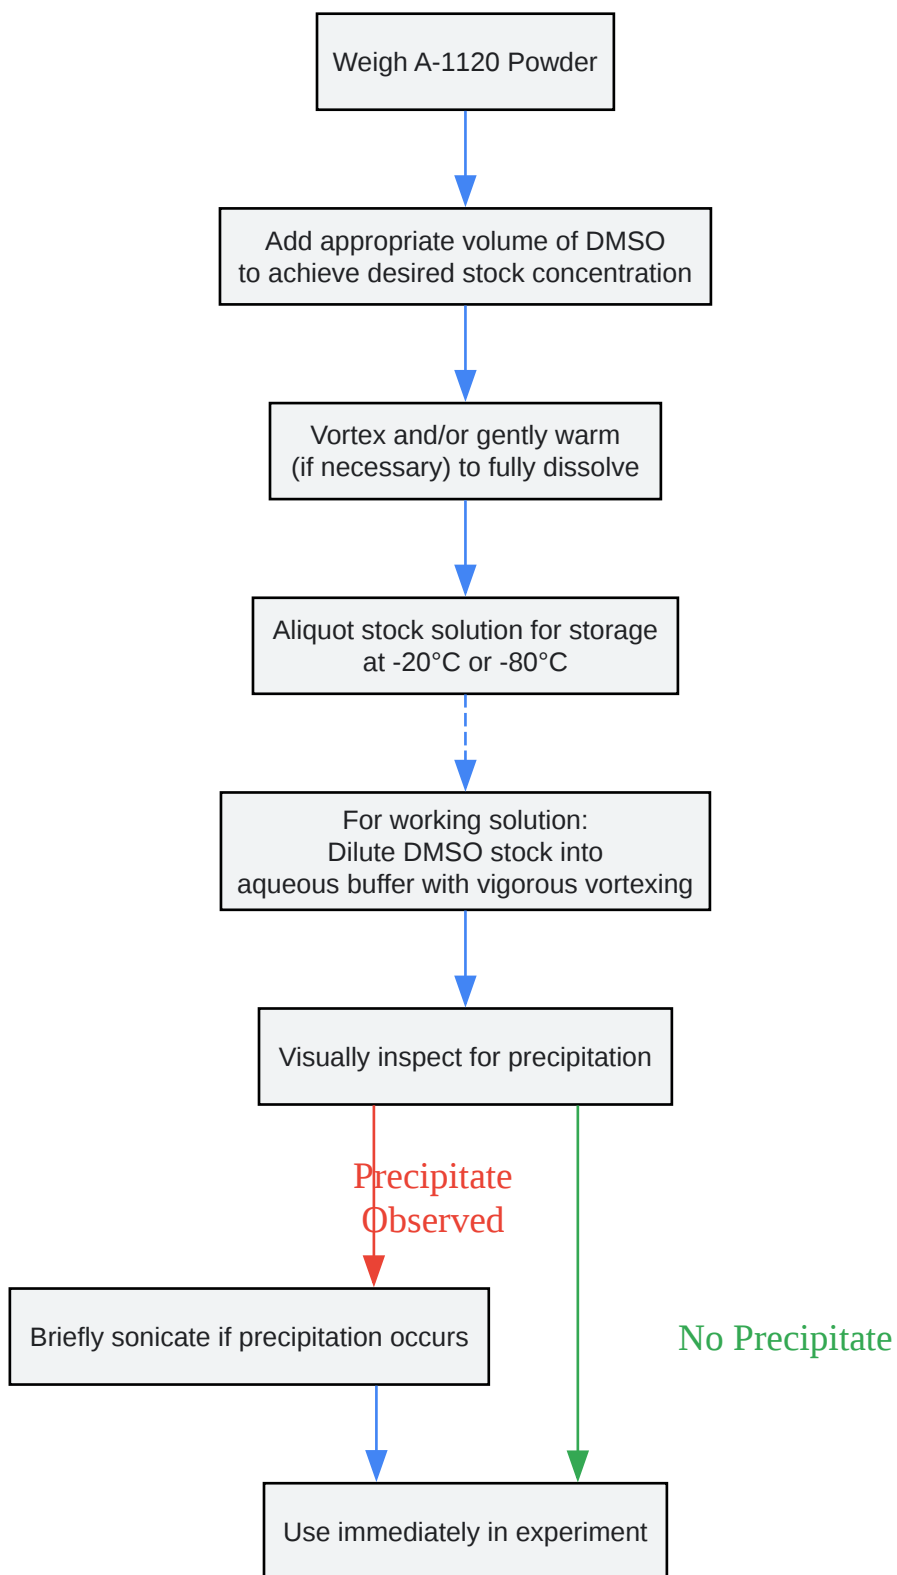 Weigh A-1120 Powder
Add appropriate volume of DMSO
to achieve desired stock concentration
Vortex and/or gently warm
(if necessary) to fully dissolve
Aliquot stock solution for storage
at -20°C or -80°C
For working solution:
Dilute DMSO stock into
aqueous buffer with vigorous vortexing
Visually inspect for precipitation
Precipitate
Observed
Briefly sonicate if precipitation occurs
No Precipitate
Use immediately in experiment